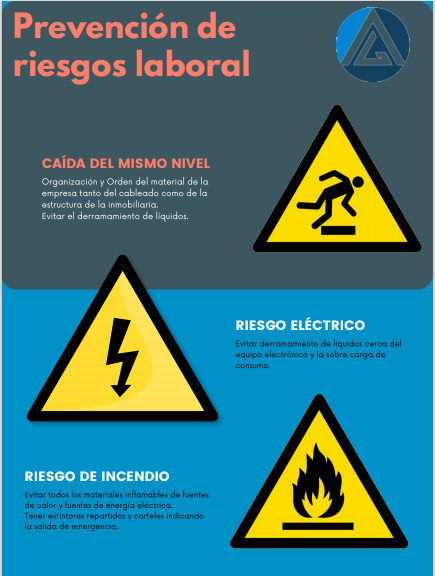 Prevención de
riesgos laboral
CAÍDA DEL MISMO NIVEL
Organización y Orden del material de la
empresa tanto del cableado como de la
estructura de la inmobiliaria.
Evitar el derramamiento de líquidos.
RIESGO ELÉCTRICO
Evitar derramamiento de líquidos cerca del
equipo electrónico y la sobre carga de
consumo.
RIESGO DE INCENDIO
Evitar todos los materiales inflamables de fuentes
de calor y fuentes de energía eléctrica.
Tener extintores repartidos y carteles indicando
la salida de emergencia.